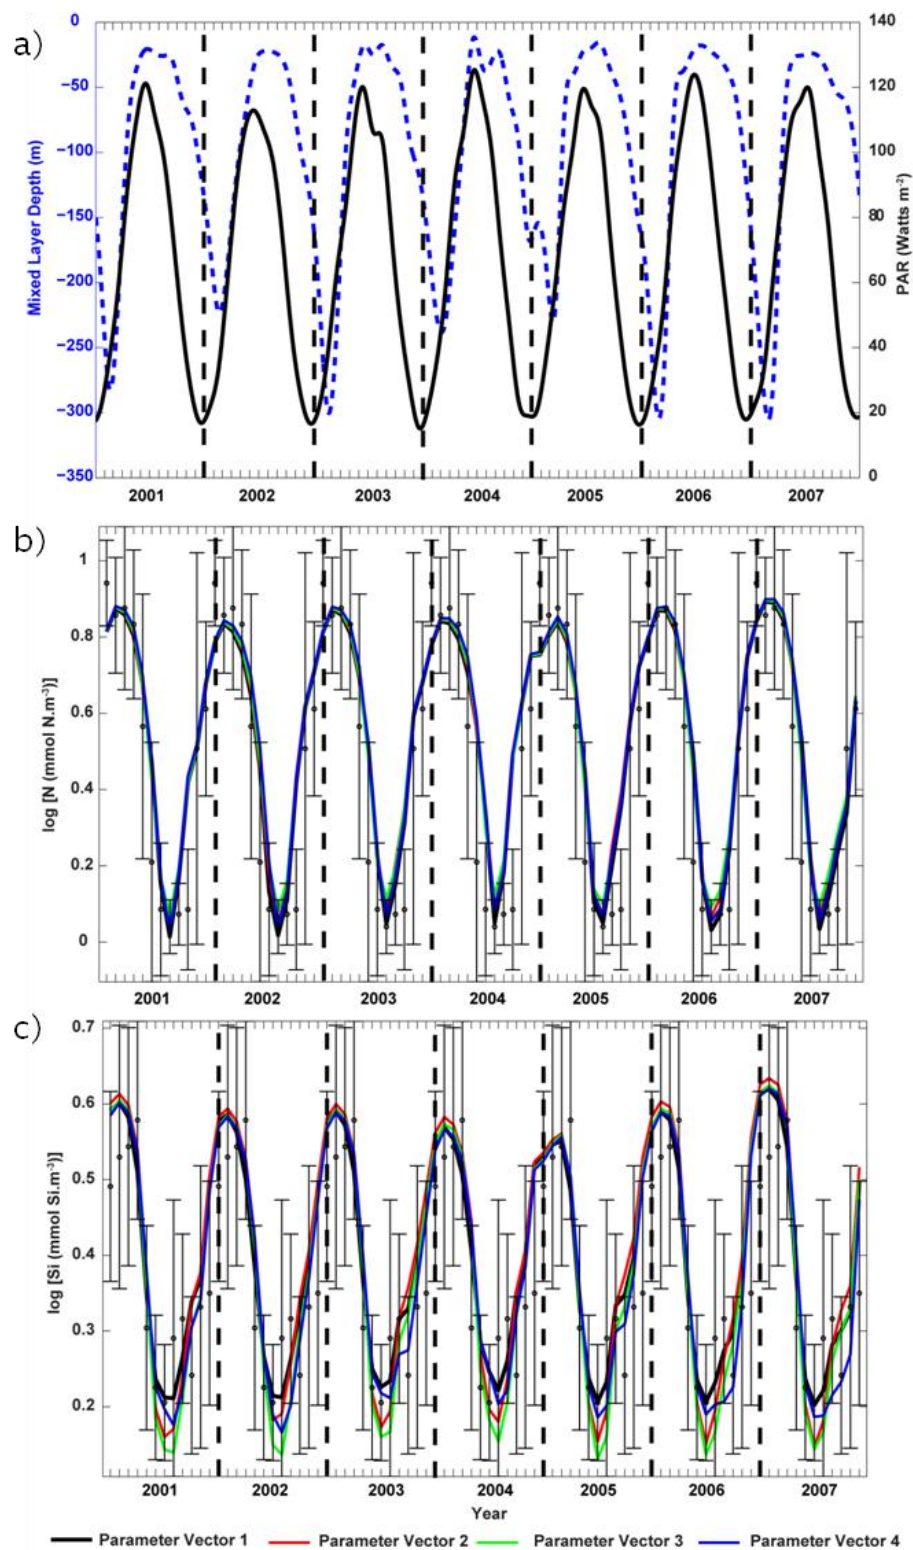 a)
0
−50
−100
−150
−200
−250
−300
−350
Mixed Layer Depth (m)
140
120
100
80
60
40
20
0
PAR (Watts m-2)
2001 2002 2003 2004 2005 2006 2007
b)
1
0.8
0.6
0.4
0.2
0
log [N (mmol N.m-3)]
2001 2002 2003 2004 2005 2006 2007
c)
0.7
0.6
0.5
0.4
0.3
0.2
log [Si (mmol Si.m-3)]
2001 2002 2003 2004 2005 2006 2007
Year
Parameter Vector 1 Parameter Vector 2 Parameter Vector 3 Parameter Vector 4